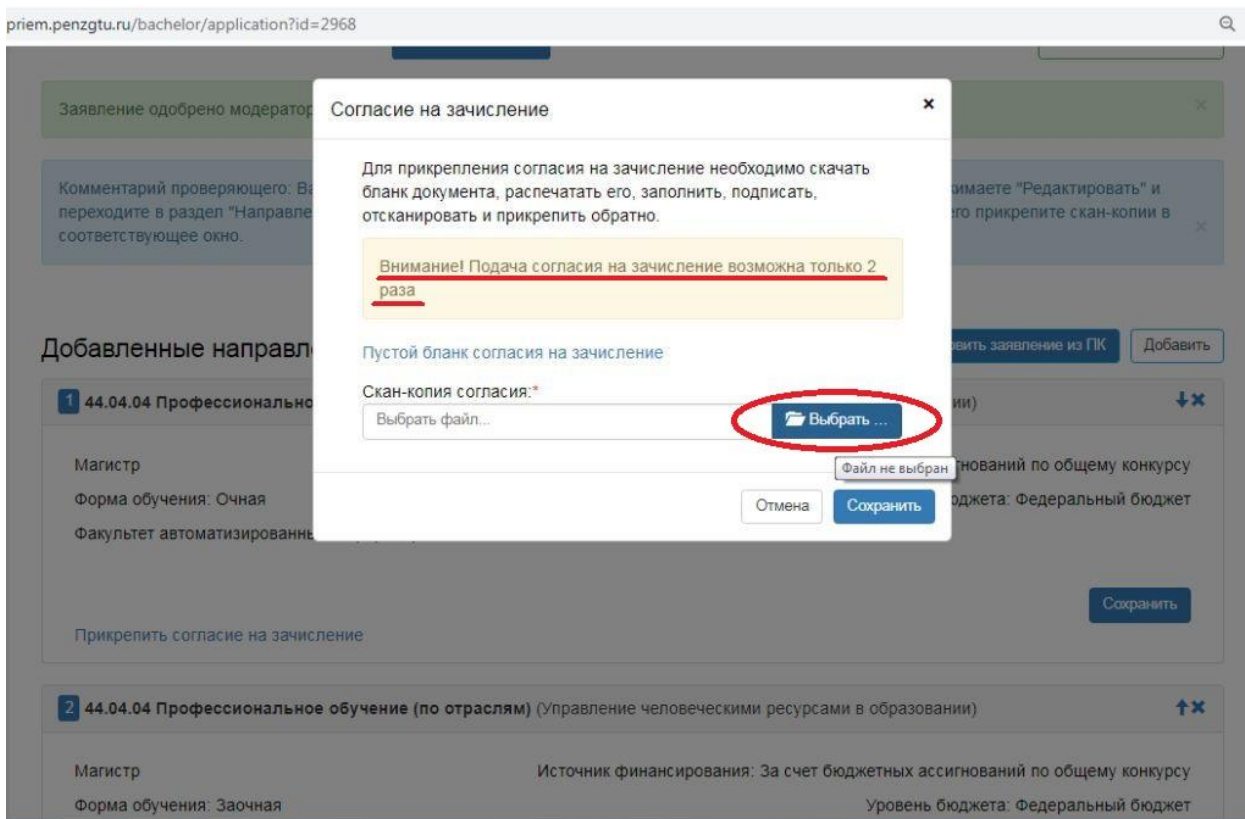 priem.penzgtu.ru/bachelor/application?id=2968
Заявление одобрено модератор
Согласие на зачисление
Для прикрепления согласия на зачисление необходимо скачать
бланк документа, распечатать его, заполнить, подписать,
отсканировать и прикрепить обратно.
Комментарий проверяющего: Ва
имаете "Редактировать" и
переходите в раздел "Направле
го прикрепите скан-копии в
соответствующее окно.
Внимание! Подача согласия на зачисление возможна только 2
раза
Добавленные направл
вить заявление из ПК
Добавить
Пустой бланк согласия на зачисление
Скан-копия согласия:*
Выбрать файл...
Выбрать ...
Файл не выбран
Отмена
Сохранить
1 44.04.04 Профессионально
ии)
Магистр
гнований по общему конкурсу
Форма обучения: Очная
юджета: Федеральный бюджет
Факультет автоматизированны
Сохранить
Прикрепить согласие на зачисление
2 44.04.04 Профессиональное обучение (по отраслям) (Управление человеческими ресурсами в образовании)
Магистр
Источник финансирования: За счет бюджетных ассигнований по общему конкурсу
Форма обучения: Заочная
Уровень бюджета: Федеральный бюджет